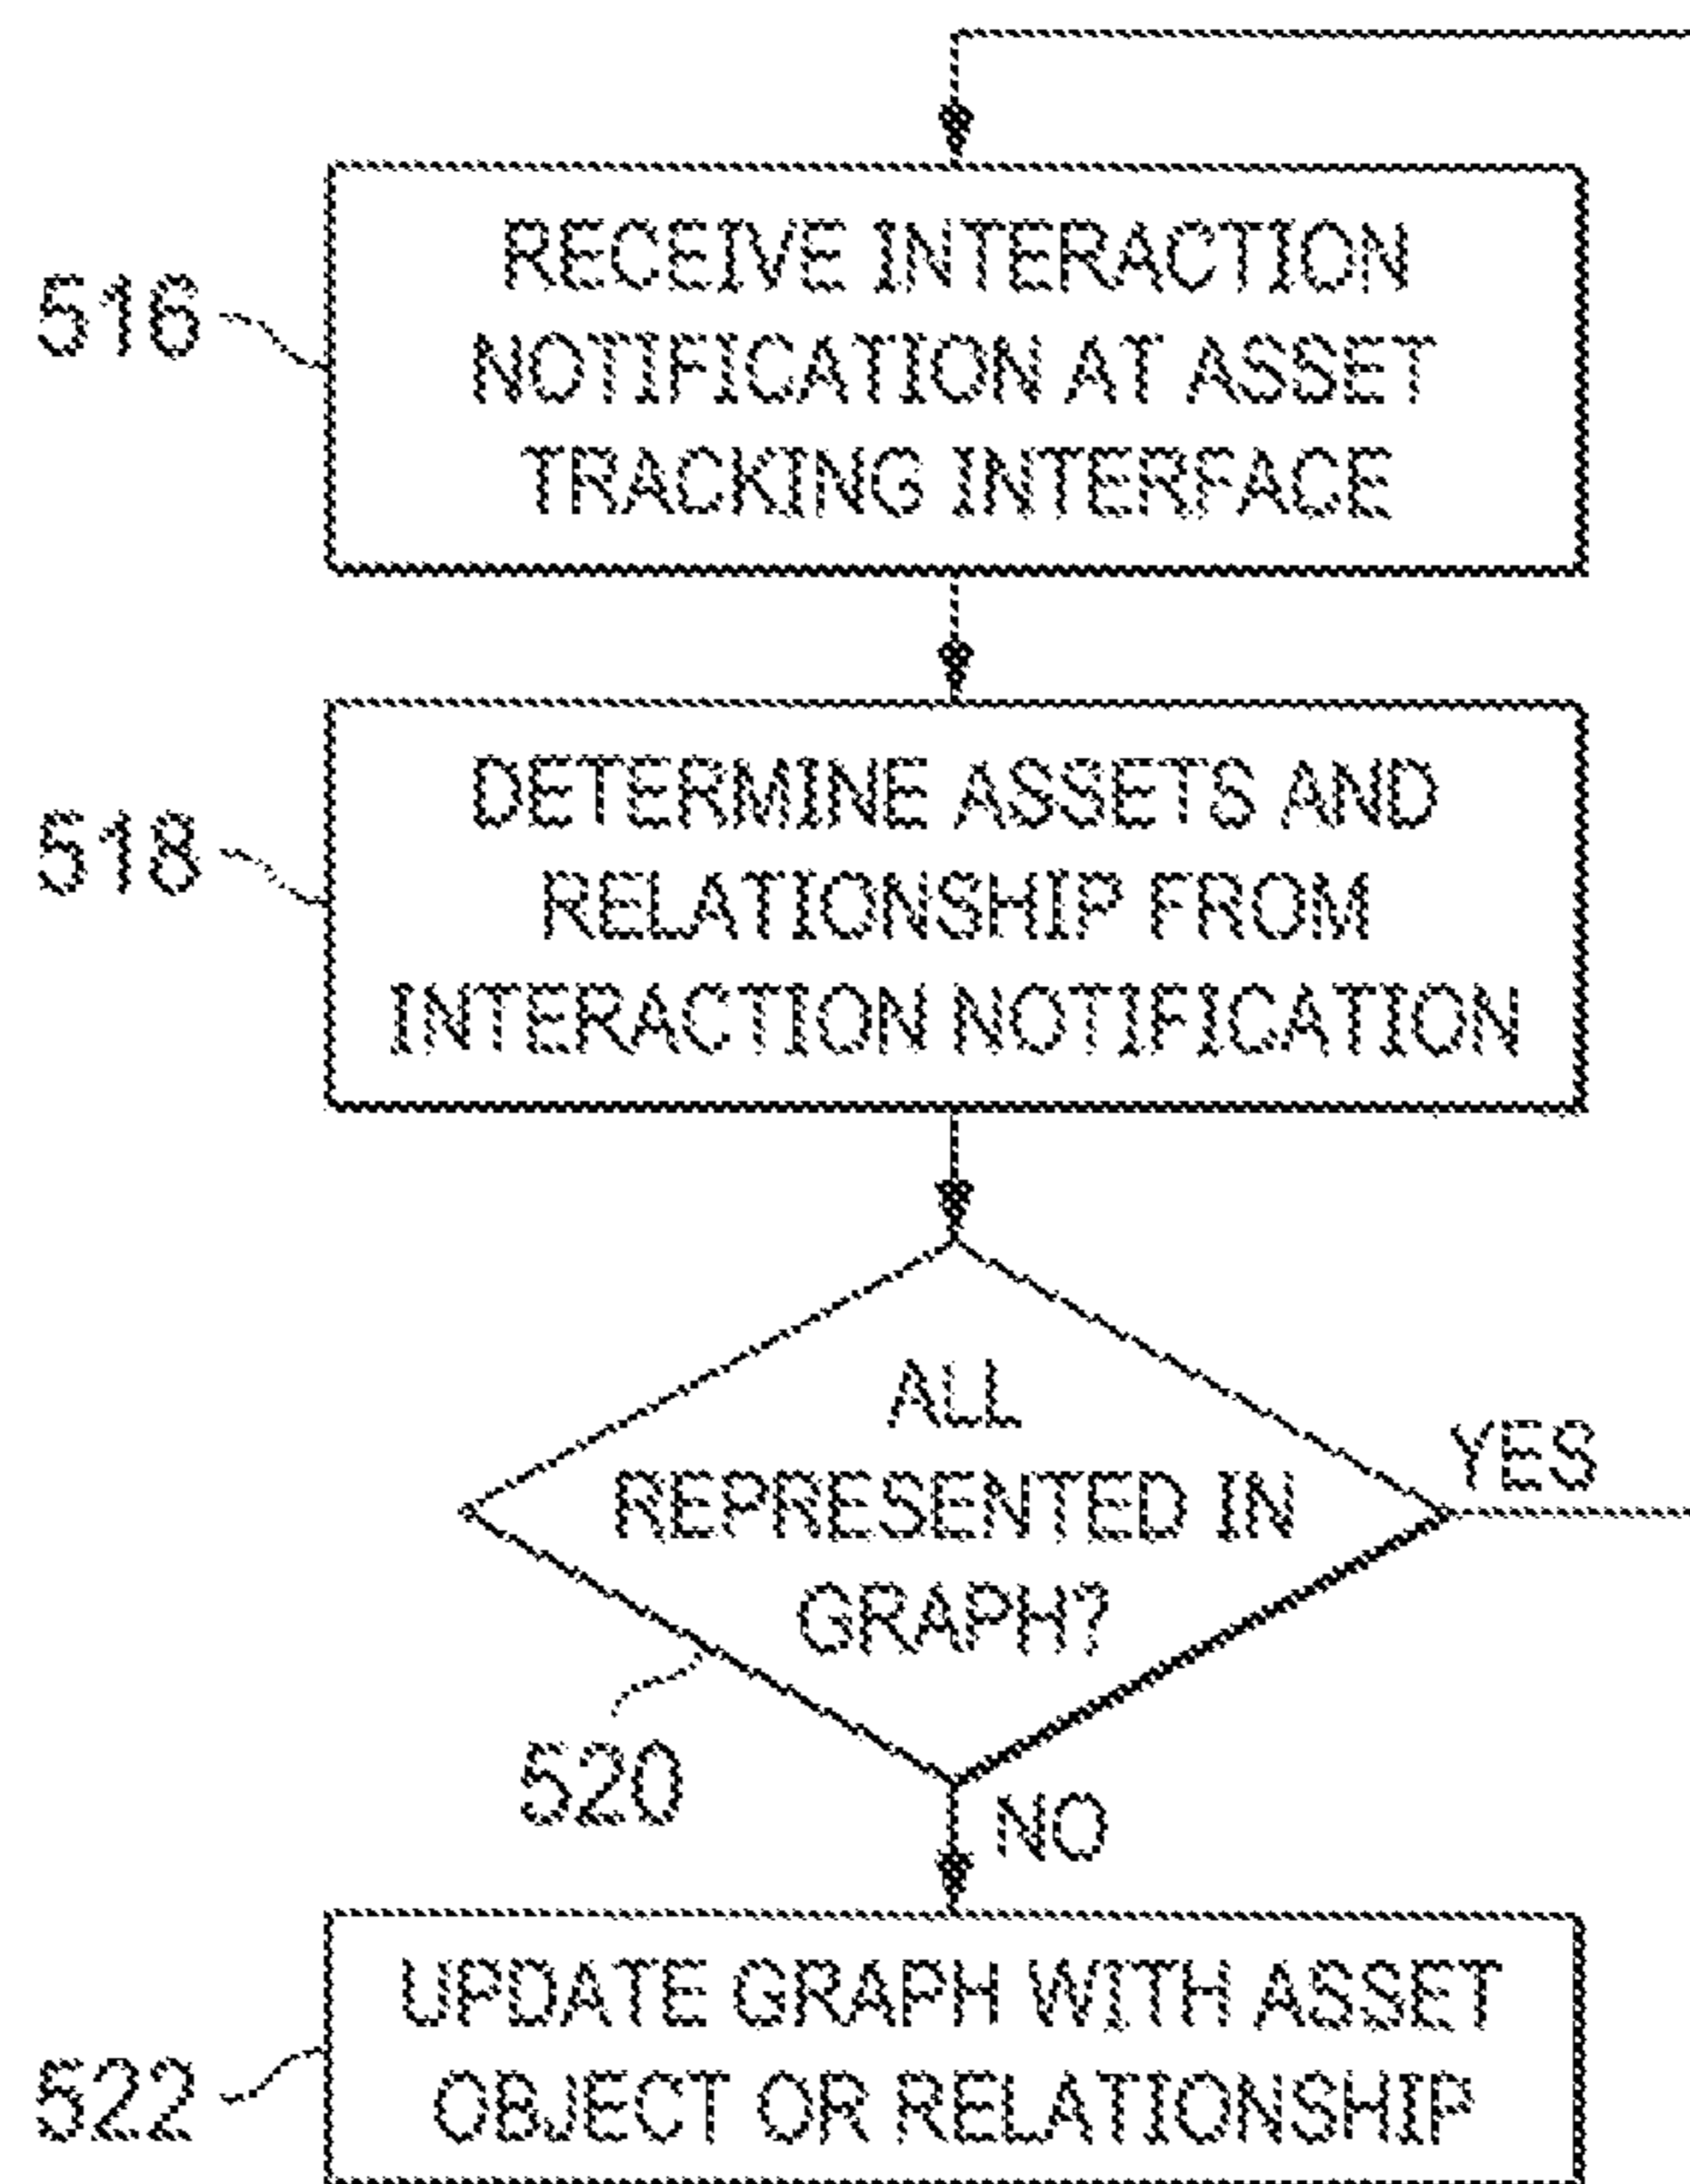 RECEIVE INTERACTION
NOTIFICATION AT ASSET
TRACKING INTERFACE
516
DETERMINE ASSETS AND
RELATIONSHIP FROM
INTERACTION NOTIFICATION
518
ALL
REPRESENTED IN
GRAPH?
YES
520
NO
UPDATE GRAPH WITH ASSET
OBJECT OR RELATIONSHIP
522